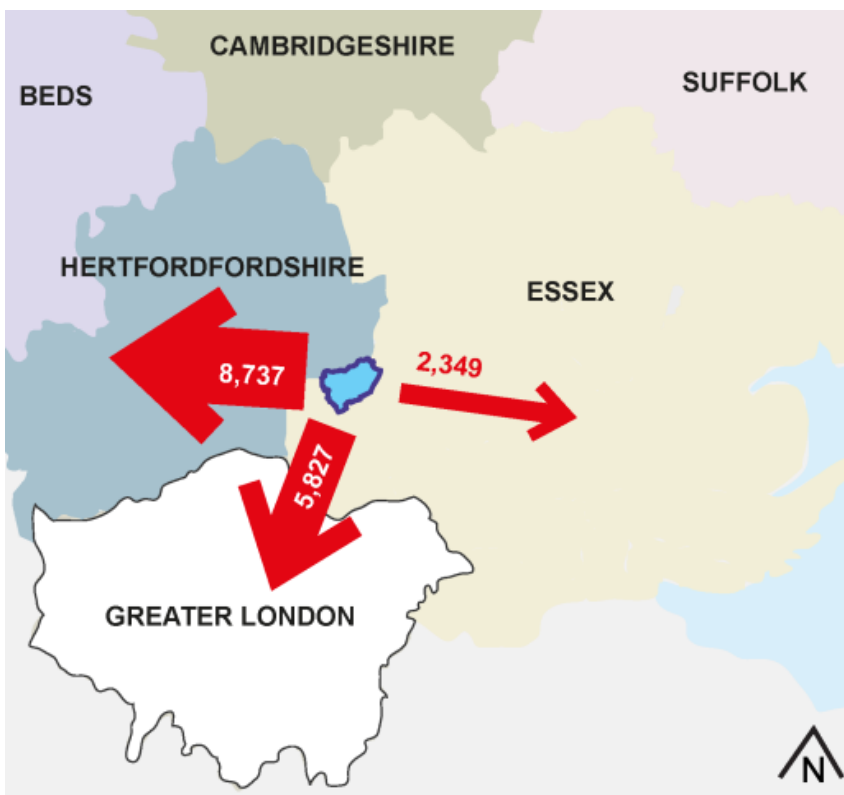 CAMBRIDGESHIRE
SUFFOLK
BEDS
HERTFORDFORDSHIRE
ESSEX
2,349
8,737
5,827
GREATER LONDON
N